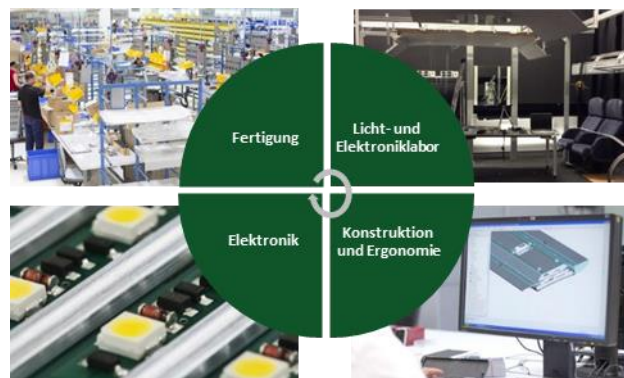 Fertigung
Licht- und
Elektroniklabor
Elektronik
Konstruktion
und Ergonomie